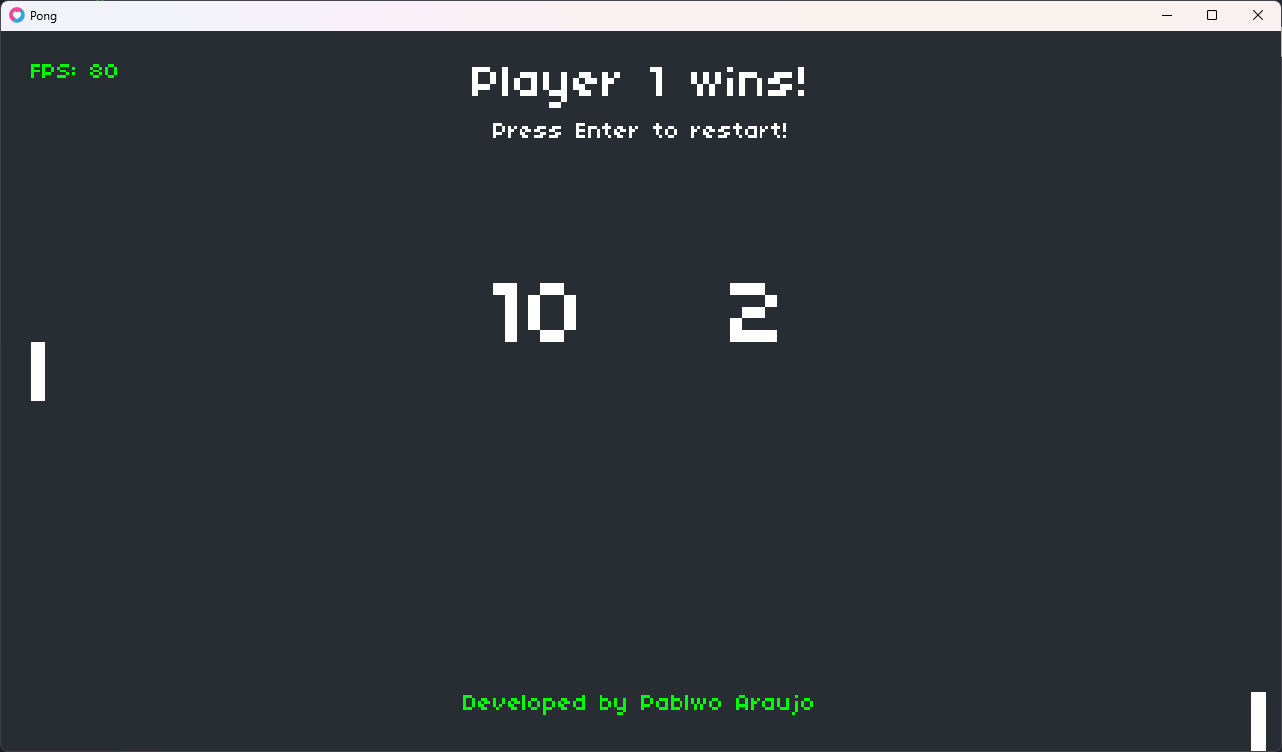 Pong
FPS: 80
Player 1 wins!
Press Enter to restart!
10 2
Developed by Pablwo Araujo